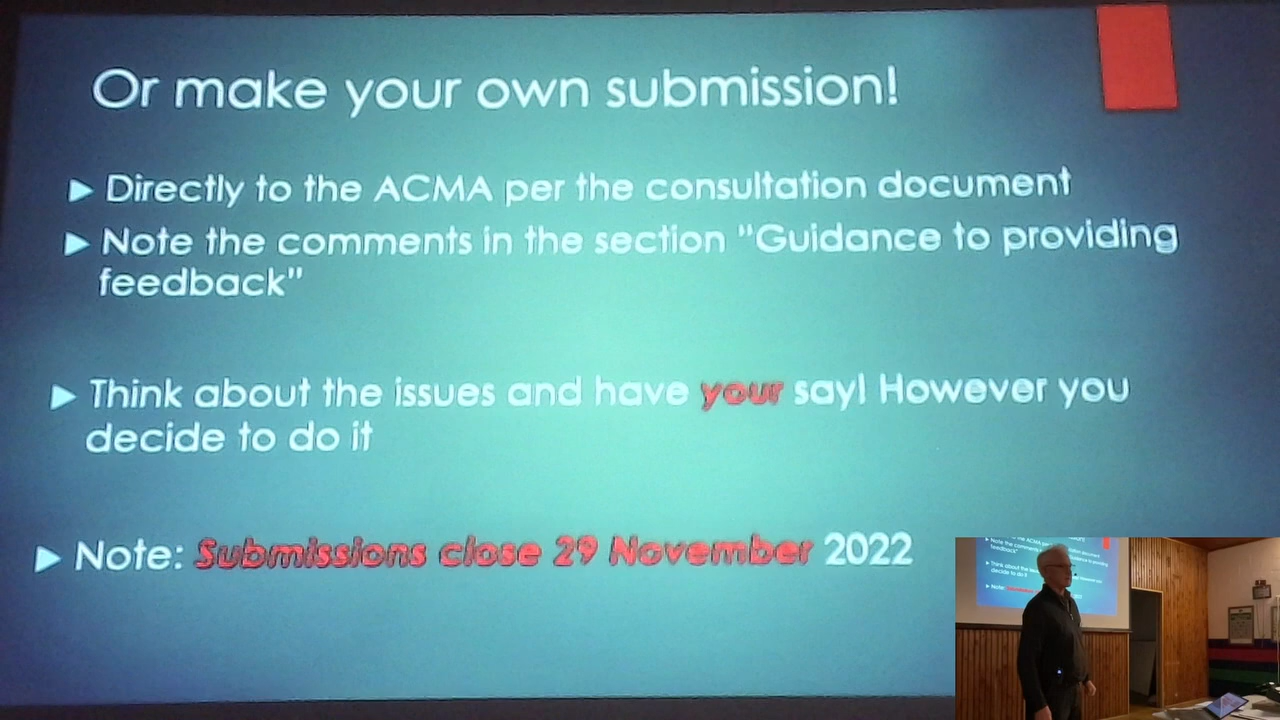 Or make your own submission!
Directly to the ACMA per the consultation document
Note the comments in the section "Guidance to providing
feedback"
Think about the issues and have your say! However you
decide to do it
Note: Submissions close 29 November 2022